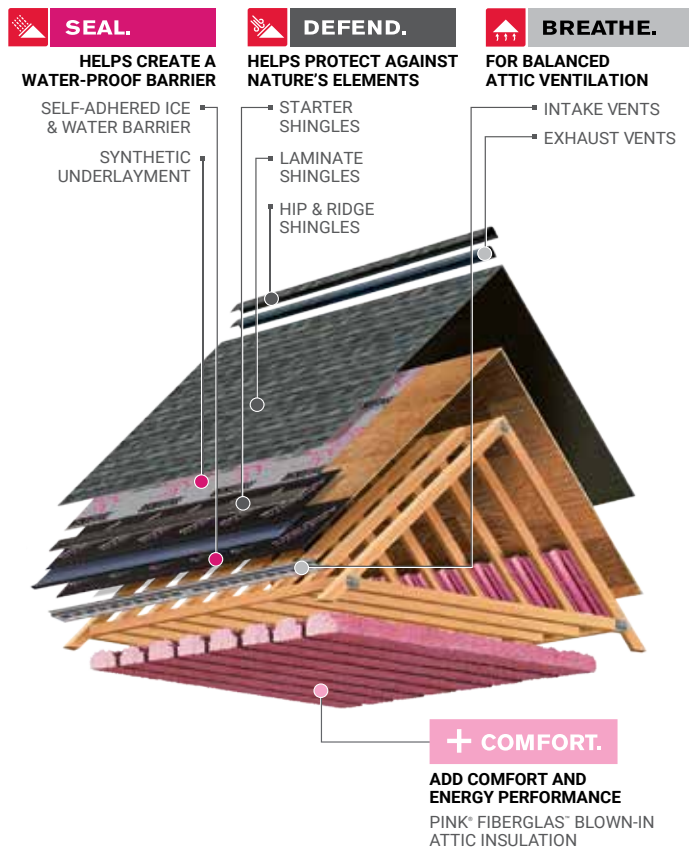 SEAL.
HELPS CREATE A
WATER-PROOF BARRIER
SELF-ADHERED ICE
& WATER BARRIER
SYNTHETIC
UNDERLAYMENT
DEFEND.
HELPS PROTECT AGAINST
NATURE’S ELEMENTS
STARTER
SHINGLES
LAMINATE
SHINGLES
HIP & RIDGE
SHINGLES
BREATHE.
FOR BALANCED
ATTIC VENTILATION
INTAKE VENTS
EXHAUST VENTS
+ COMFORT.
ADD COMFORT AND
ENERGY PERFORMANCE
PINK® FIBERGLAS™ BLOWN-IN
ATTIC INSULATION